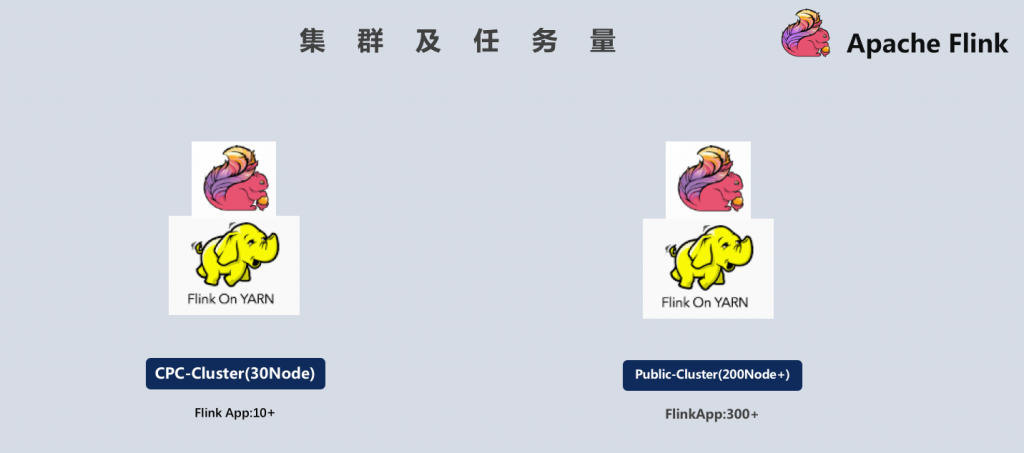 集群及任务量
Apache Flink
Flink On YARN
Flink On YARN
CPC-Cluster(30Node)
Public-Cluster(200Node+)
Flink App:10+
FlinkApp:300+